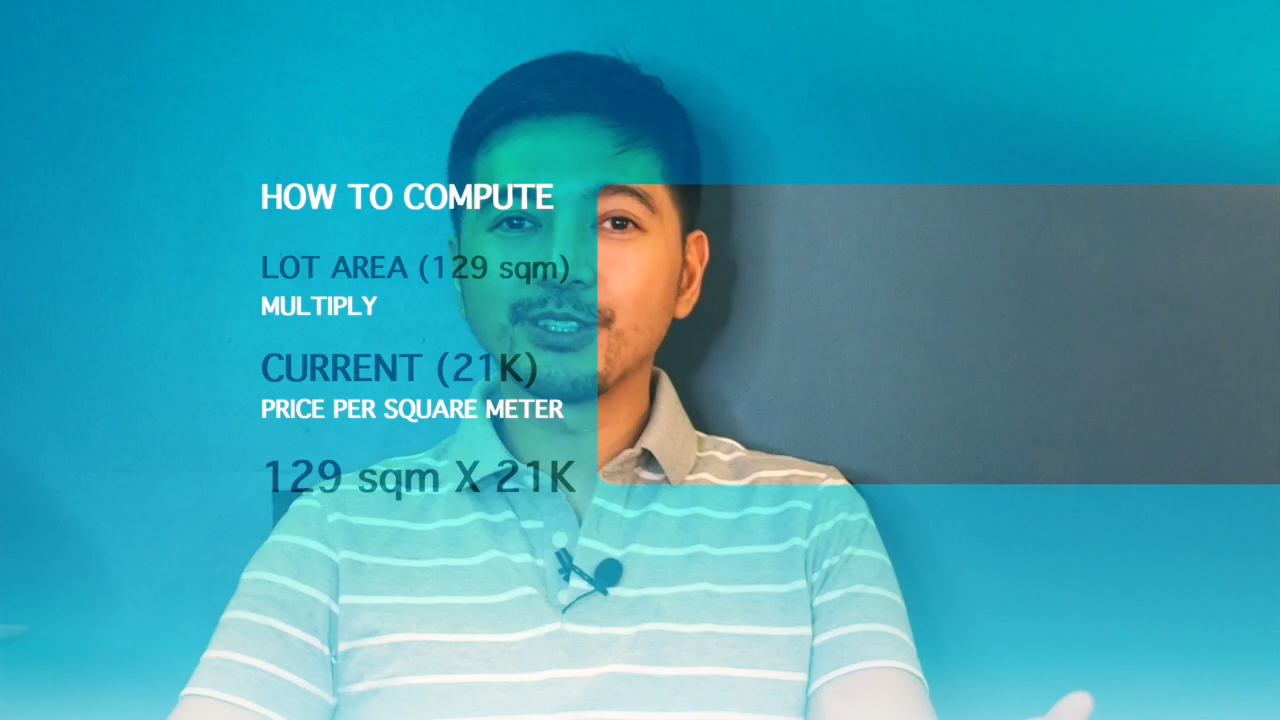 HOW TO COMPUTE
LOT AREA (129 sqm)
MULTIPLY
CURRENT (21K)
PRICE PER SQUARE METER
129 sqm X 21K